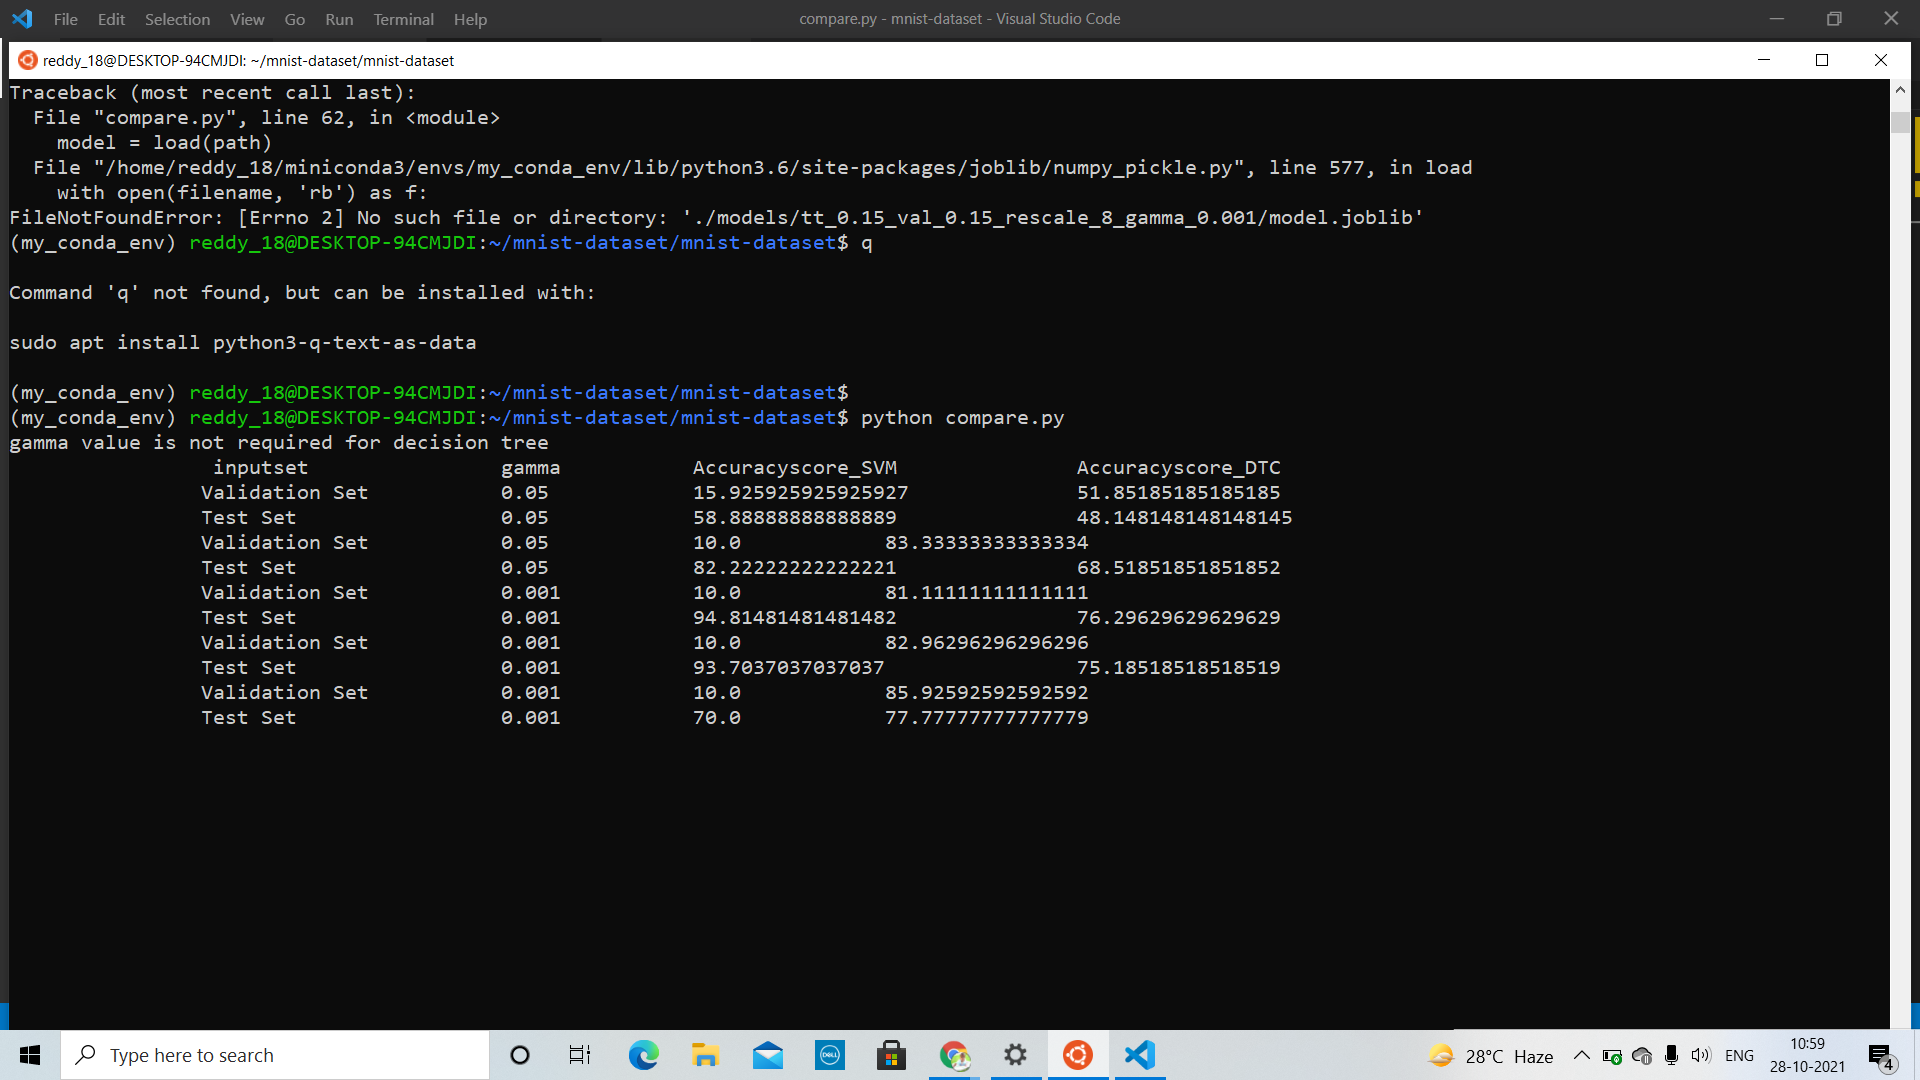 File Edit Selection View Go Run Terminal Help compare.py - mnist-dataset - Visual Studio Code
reddy_18@DESKTOP-94CMJDI: ~/mnist-dataset/mnist-dataset
Traceback (most recent call last):
File "compare.py", line 62, in <module>
model = load(path)
File "/home/reddy_18/miniconda3/envs/my_conda_env/lib/python3.6/site-packages/joblib/numpy_pickle.py", line 577, in load
with open(filename, 'rb') as f:
FileNotFoundError: [Errno 2] No such file or directory: './models/tt_0.15_val_0.15_rescale_8_gamma_0.001/model.joblib'
(my_conda_env) reddy_18@DESKTOP-94CMJDI:~/mnist-dataset/mnist-dataset$ q
Command 'q' not found, but can be installed with:
sudo apt install python3-q-text-as-data
(my_conda_env) reddy_18@DESKTOP-94CMJDI:~/mnist-dataset/mnist-dataset$
(my_conda_env) reddy_18@DESKTOP-94CMJDI:~/mnist-dataset/mnist-dataset$ python compare.py
gamma value is not required for decision tree
inputset gamma Accuracyscore_SVM Accuracyscore_DTC
Validation Set 0.05 15.925925925925927 51.85185185185185
Test Set 0.05 58.88888888888889 48.148148148148145
Validation Set 0.05 10.0 83.33333333333334
Test Set 0.05 82.22222222222221 68.51851851851852
Validation Set 0.001 10.0 81.11111111111111
Test Set 0.001 94.81481481481482 76.29629629629629
Validation Set 0.001 10.0 82.96296296296296
Test Set 0.001 93.7037037037037 75.18518518518519
Validation Set 0.001 10.0 85.92592592592592
Test Set 0.001 70.0 77.77777777777779
Type here to search DELL 28°C Haze ENG 10:59
28-10-2021 4